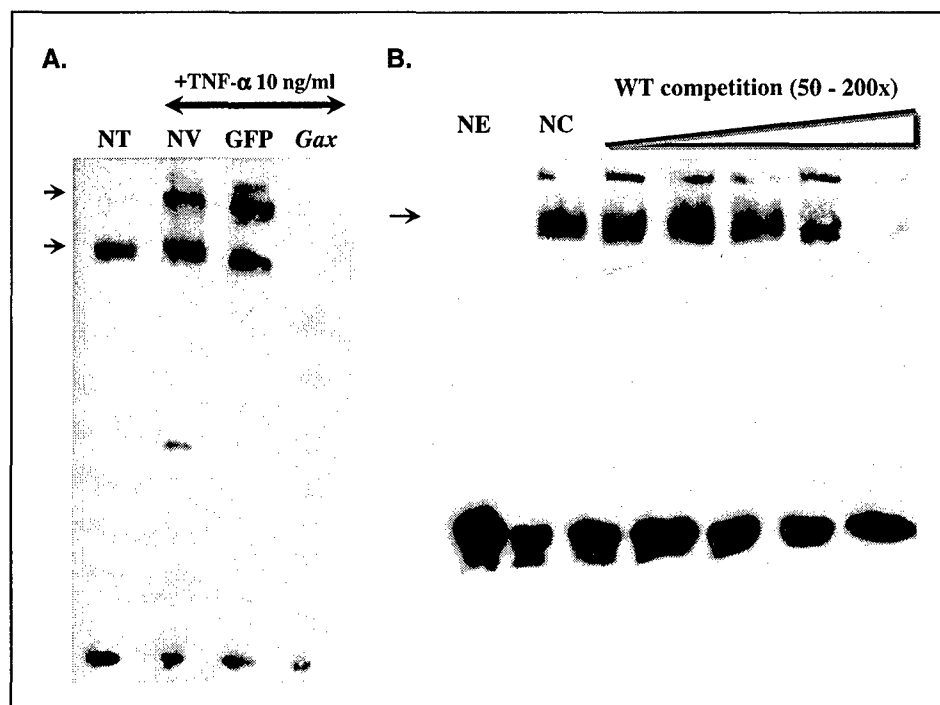 A.
+TNF-α 10 ng/ml
NT NV GFP Gax
B.
WT competition (50 - 200x)
NE NC